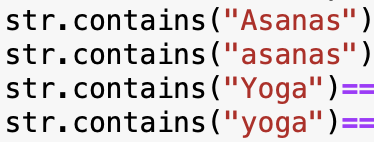 str.contains("Asanas")
str.contains("asanas")
str.contains("Yoga")==
str.contains("yoga")==